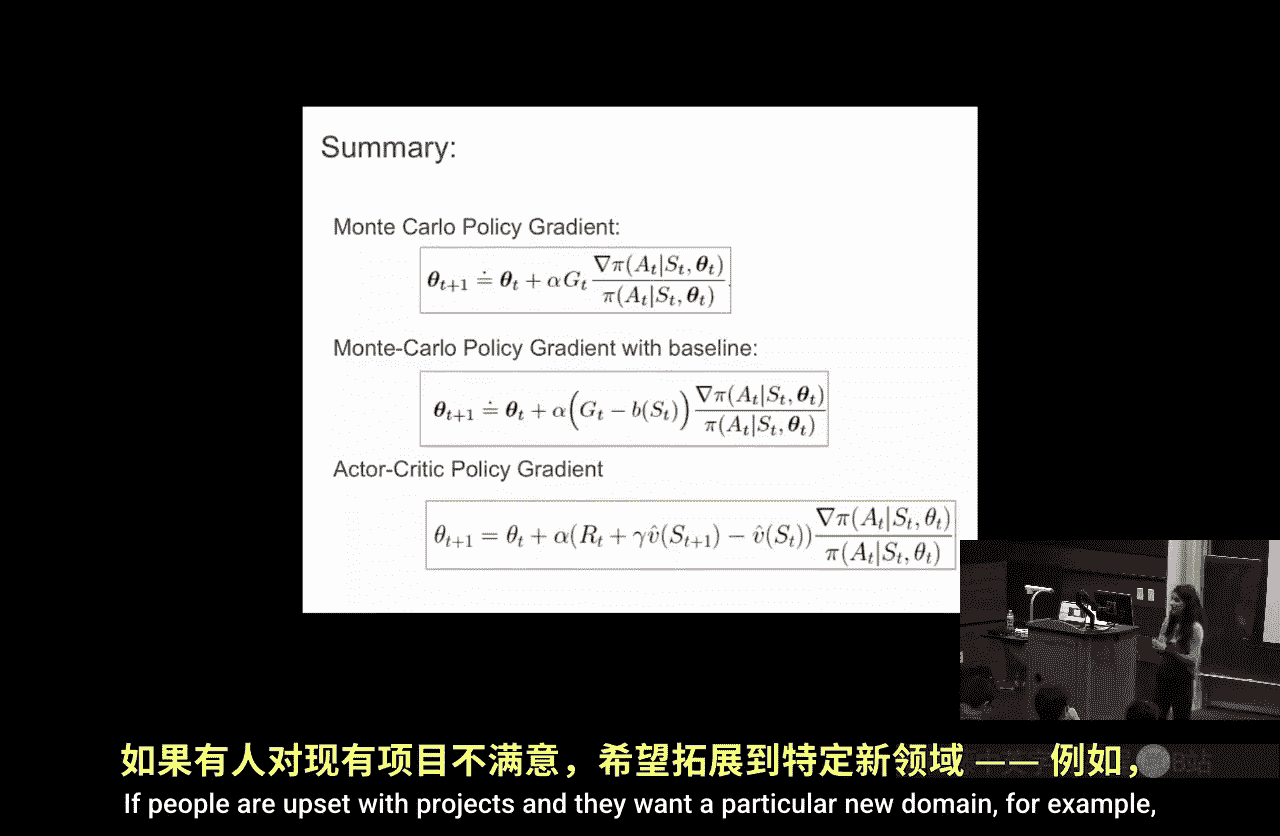 Summary:
Monte Carlo Policy Gradient:
θ_{t+1} ≐ θ_t + αG_t ∇π(A_t|S_t, θ_t) / π(A_t|S_t, θ_t).
Monte-Carlo Policy Gradient with baseline:
θ_{t+1} ≐ θ_t + α(G_t − b(S_t)) ∇π(A_t|S_t, θ_t) / π(A_t|S_t, θ_t)
Actor-Critic Policy Gradient
θ_{t+1} = θ_t + α(R_t + γv̂(S_{t+1}) − v̂(S_t)) ∇π(A_t|S_t, θ_t) / π(A_t|S_t, θ_t)
如果有人对现有项目不满意，希望拓展到特定新领域 —— 例如，
If people are upset with projects and they want a particular new domain, for example,